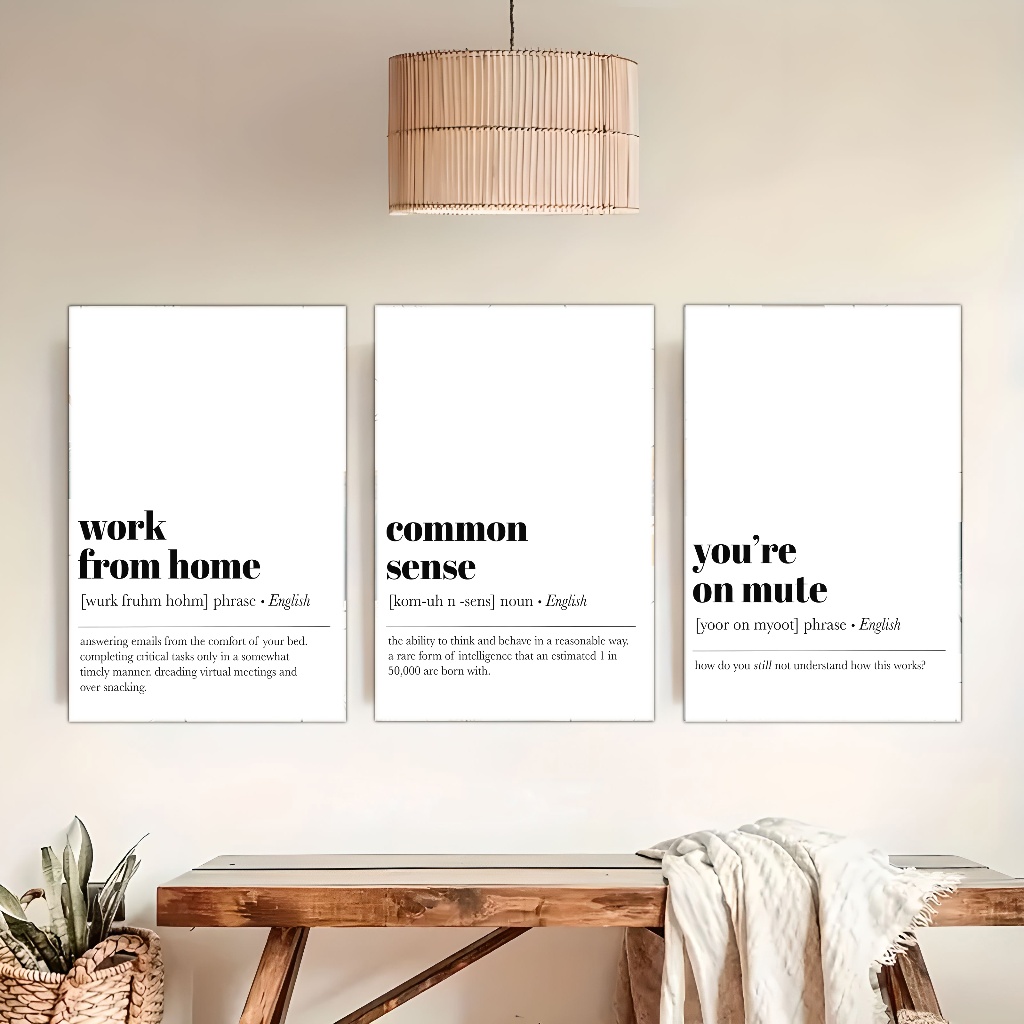 work
from home
[wurk fruhm hohm] phrase • English
answering emails from the comfort of your bed.
completing critical tasks only in a somewhat
timely manner. dreading virtual meetings and
over snacking.
common
sense
[kom-uh n -sens] noun • English
the ability to think and behave in a reasonable way.
a rare form of intelligence that an estimated 1 in
50,000 are born with.
you're
on mute
[yoor on myoot] phrase • English
how do you still not understand how this works?